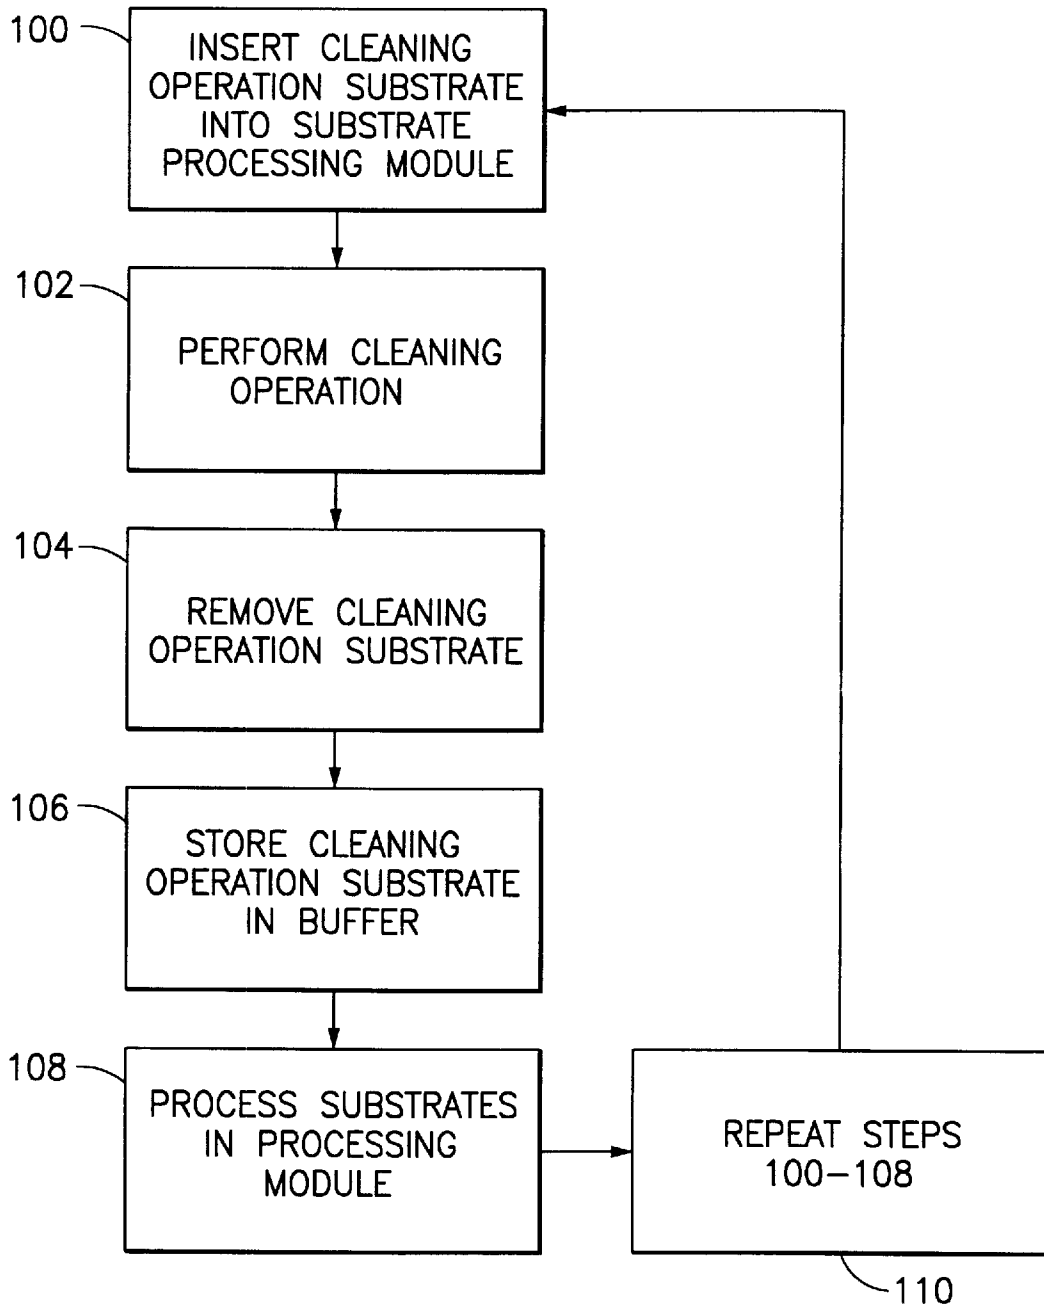 100
INSERT CLEANING
OPERATION SUBSTRATE
INTO SUBSTRATE
PROCESSING MODULE
102
PERFORM CLEANING
OPERATION
104
REMOVE CLEANING
OPERATION SUBSTRATE
106
STORE CLEANING
OPERATION SUBSTRATE
IN BUFFER
108
PROCESS SUBSTRATES
IN PROCESSING
MODULE
REPEAT STEPS
100-108
110